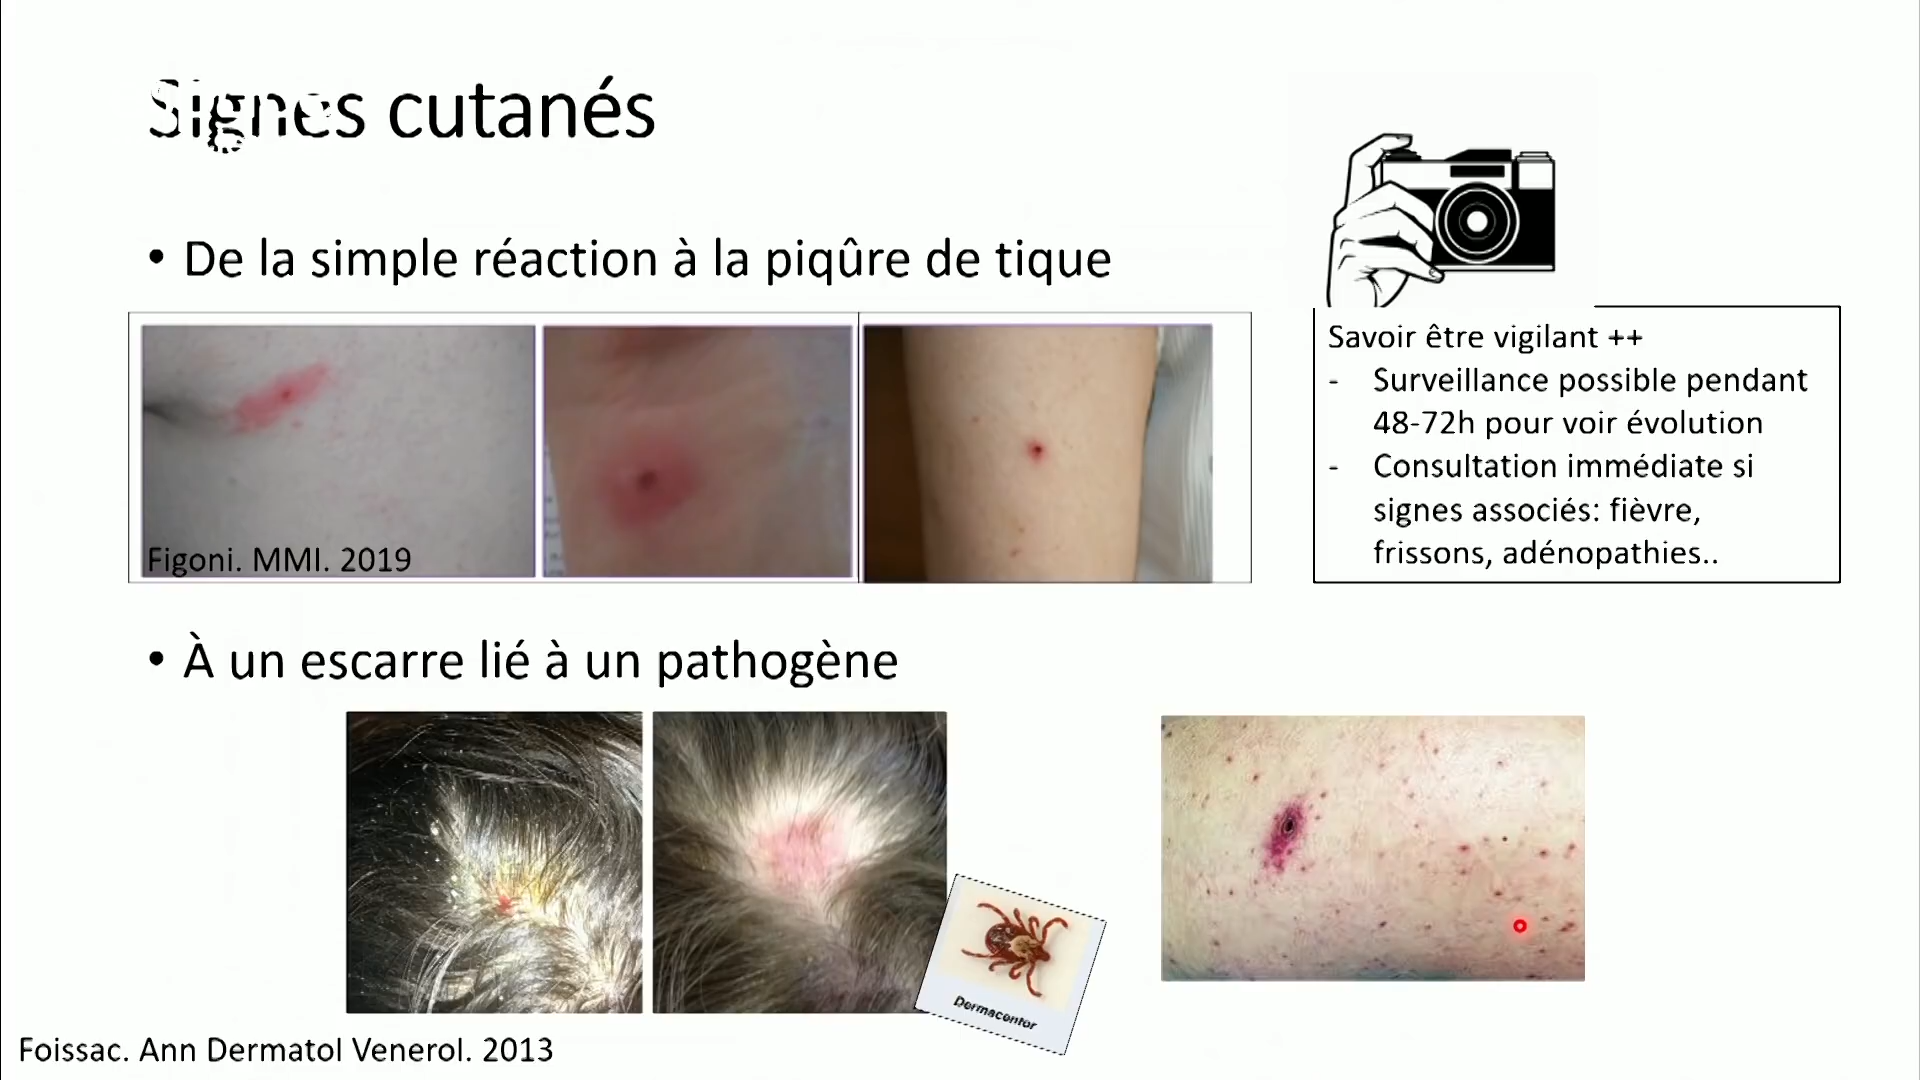 Signes cutanés
• De la simple réaction à la piqûre de tique
Figoni. MMI. 2019
Savoir être vigilant ++
- Surveillance possible pendant
48-72h pour voir évolution
- Consultation immédiate si
signes associés: fièvre,
frissons, adénopathies..
• À un escarre lié à un pathogène
Dermacentor
Foissac. Ann Dermatol Venerol. 2013